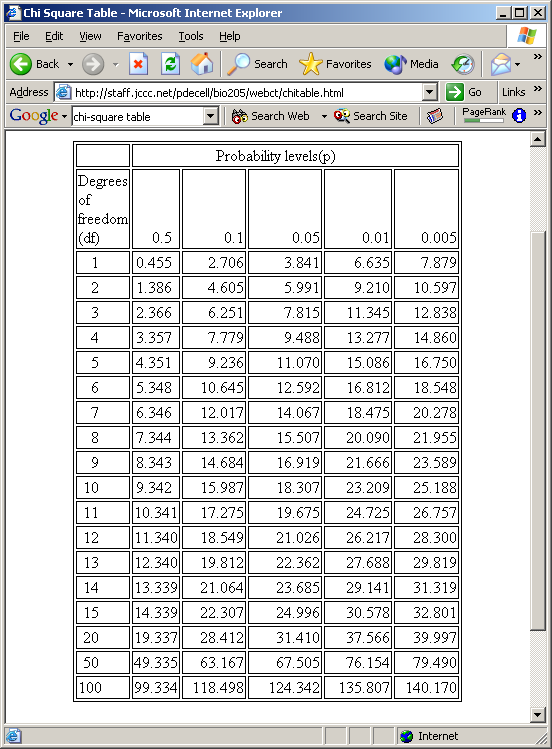 Chi Square Table - Microsoft Internet Explorer
File Edit View Favorites Tools Help
Back Search Favorites Media
Address http://staff.jccc.net/pdecell/bio205/webct/chitable.html Go Links »
Google chi-square table Search Web Search Site PageRank »
Probability levels(p)
Degrees
of
freedom
(df) 0.5 0.1 0.05 0.01 0.005
1 0.455 2.706 3.841 6.635 7.879
2 1.386 4.605 5.991 9.210 10.597
3 2.366 6.251 7.815 11.345 12.838
4 3.357 7.779 9.488 13.277 14.860
5 4.351 9.236 11.070 15.086 16.750
6 5.348 10.645 12.592 16.812 18.548
7 6.346 12.017 14.067 18.475 20.278
8 7.344 13.362 15.507 20.090 21.955
9 8.343 14.684 16.919 21.666 23.589
10 9.342 15.987 18.307 23.209 25.188
11 10.341 17.275 19.675 24.725 26.757
12 11.340 18.549 21.026 26.217 28.300
13 12.340 19.812 22.362 27.688 29.819
14 13.339 21.064 23.685 29.141 31.319
15 14.339 22.307 24.996 30.578 32.801
20 19.337 28.412 31.410 37.566 39.997
50 49.335 63.167 67.505 76.154 79.490
100 99.334 118.498 124.342 135.807 140.170
Internet